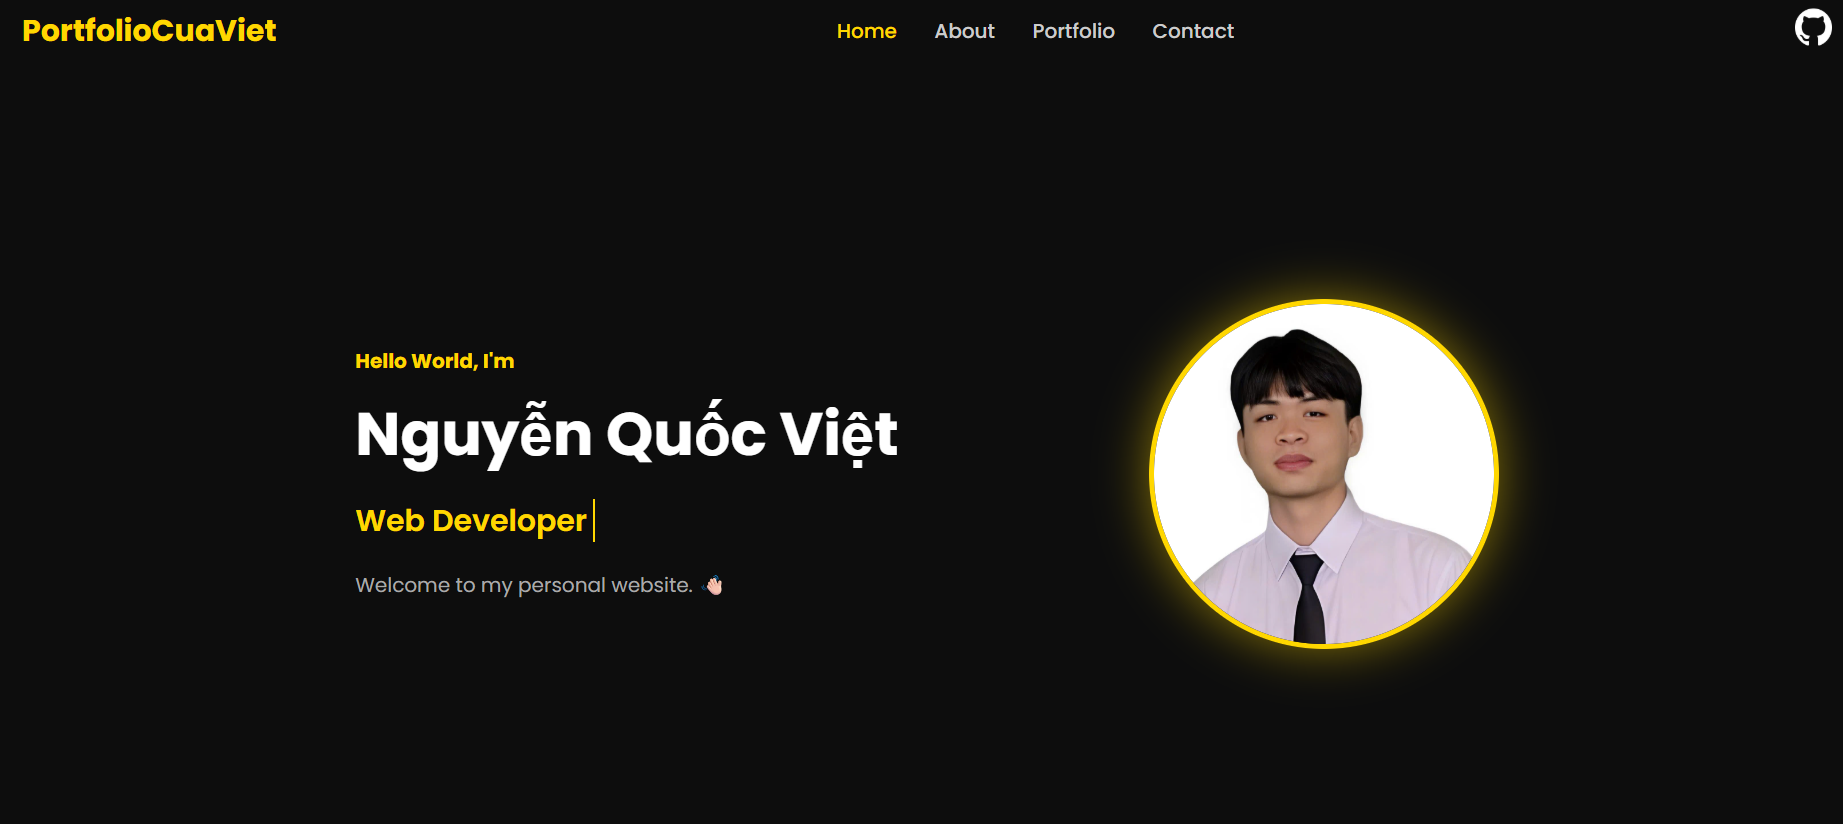 PortfolioCuaViet
Home About Portfolio Contact
Hello World, I'm
Nguyễn Quốc Việt
Web Developer
Welcome to my personal website. 👋🏻